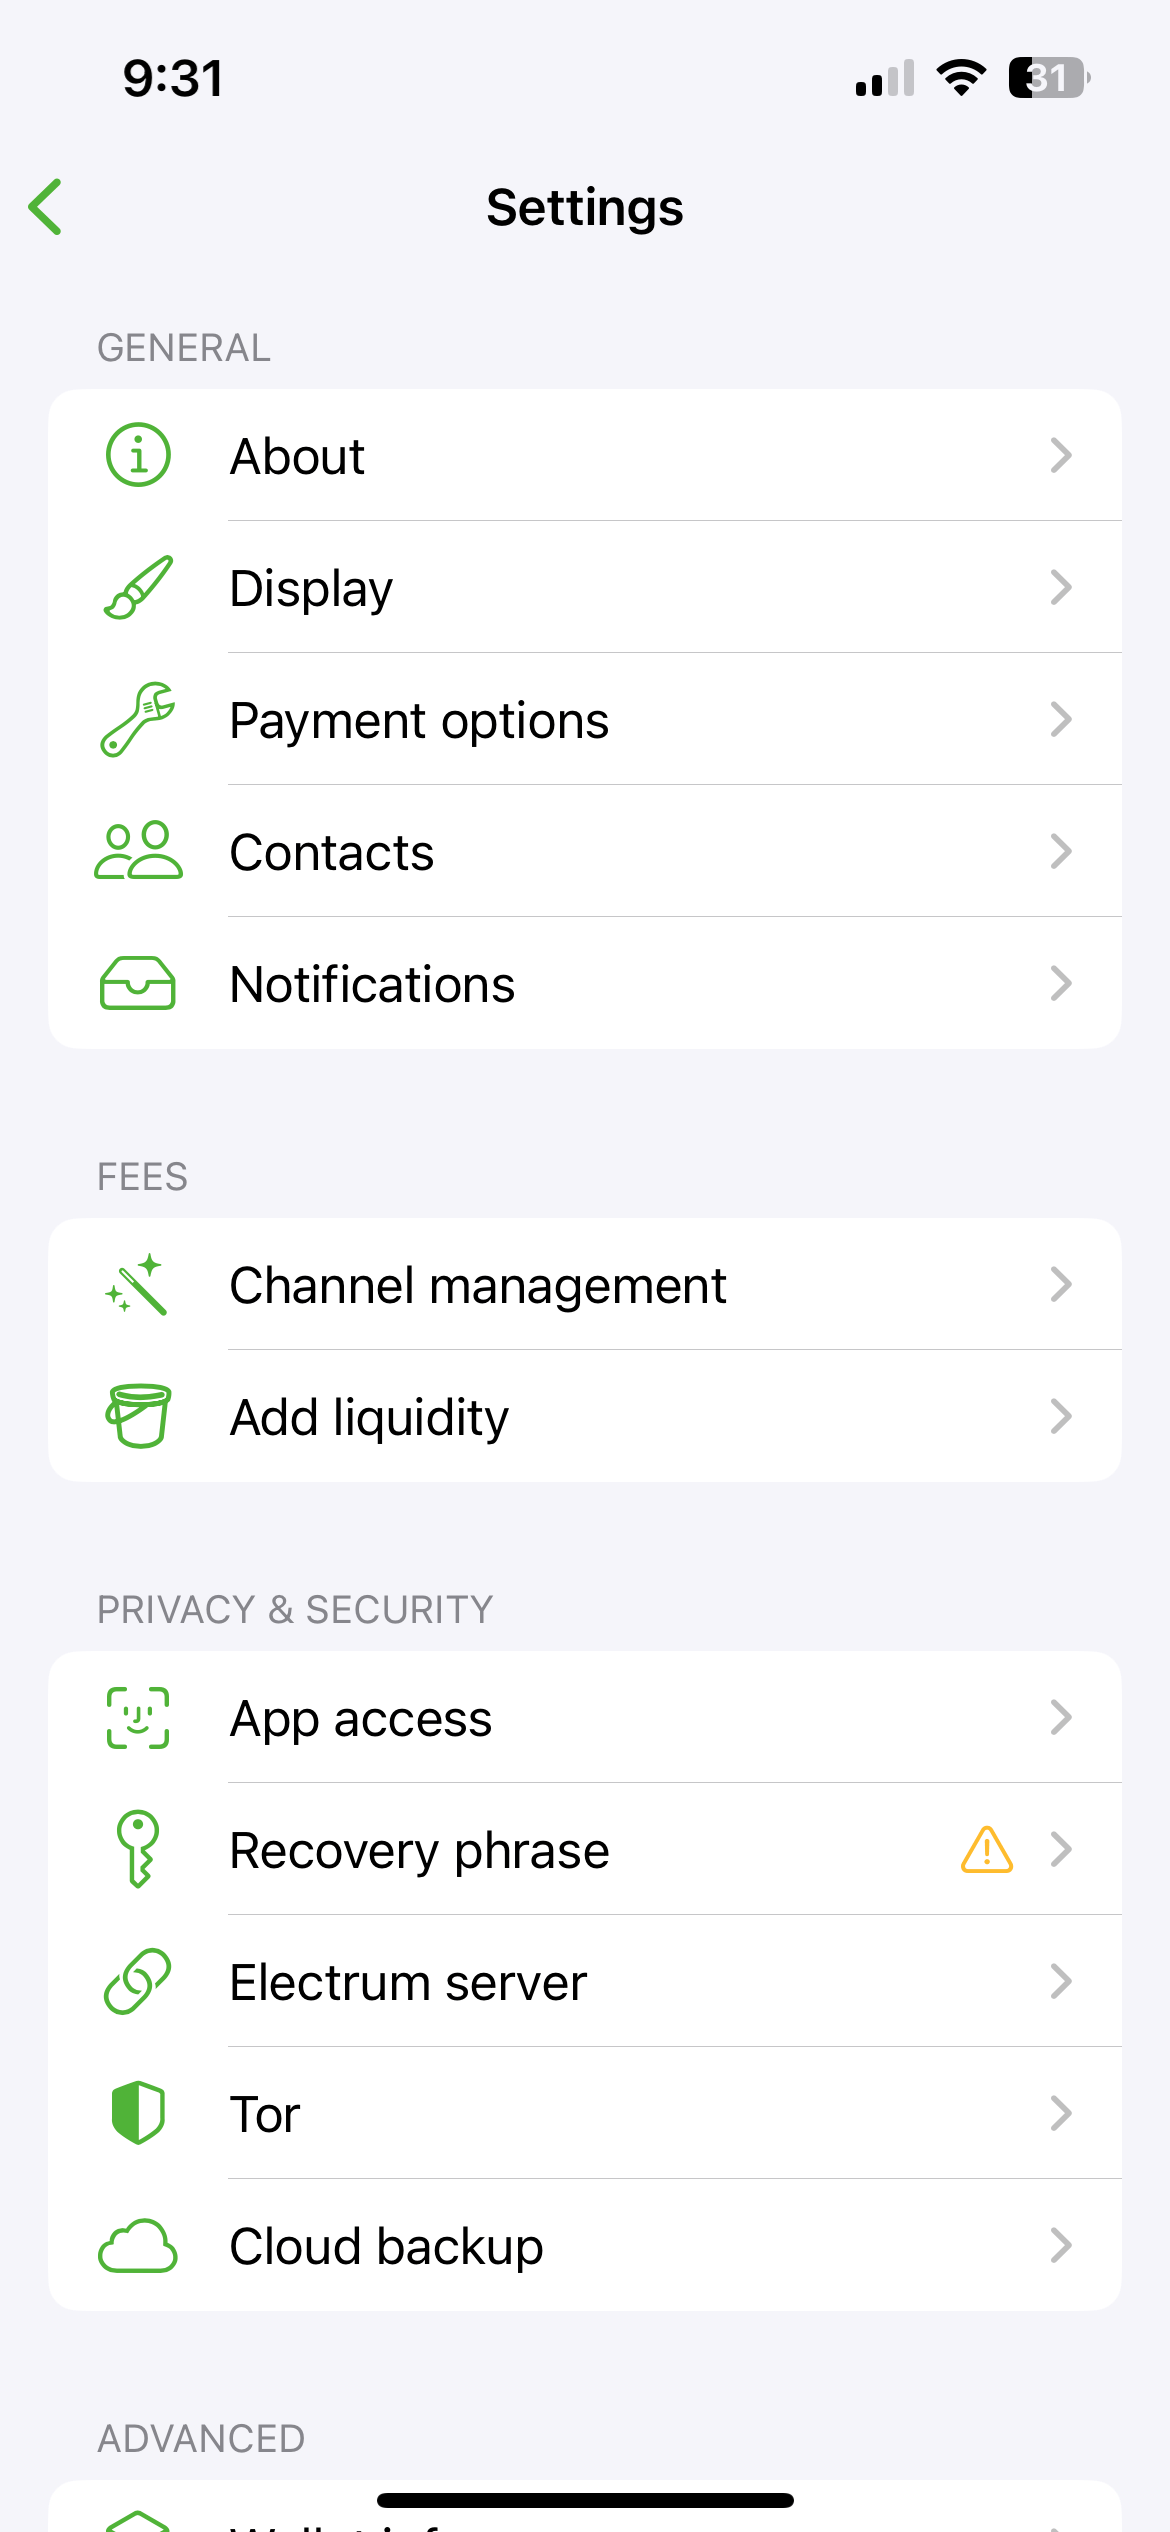 9:31
31
Settings
GENERAL
About
Display
Payment options
Contacts
Notifications
FEES
Channel management
Add liquidity
PRIVACY & SECURITY
App access
Recovery phrase
Electrum server
Tor
Cloud backup
ADVANCED